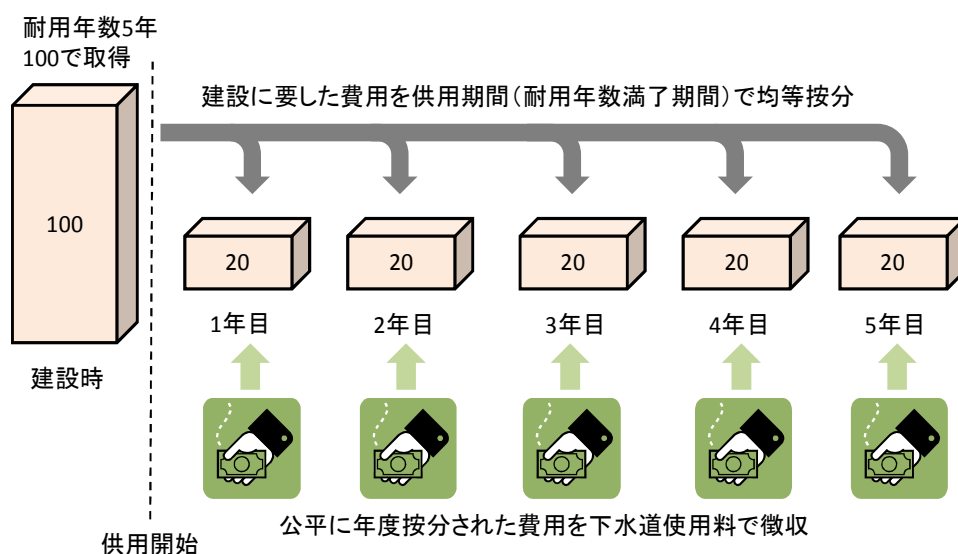 耐用年数5年
100で取得
建設に要した費用を供用期間(耐用年数満了期間)で均等按分
100
20
20
20
20
20
1年目
2年目
3年目
4年目
5年目
建設時
公平に年度按分された費用を下水道使用料で徴収
供用開始